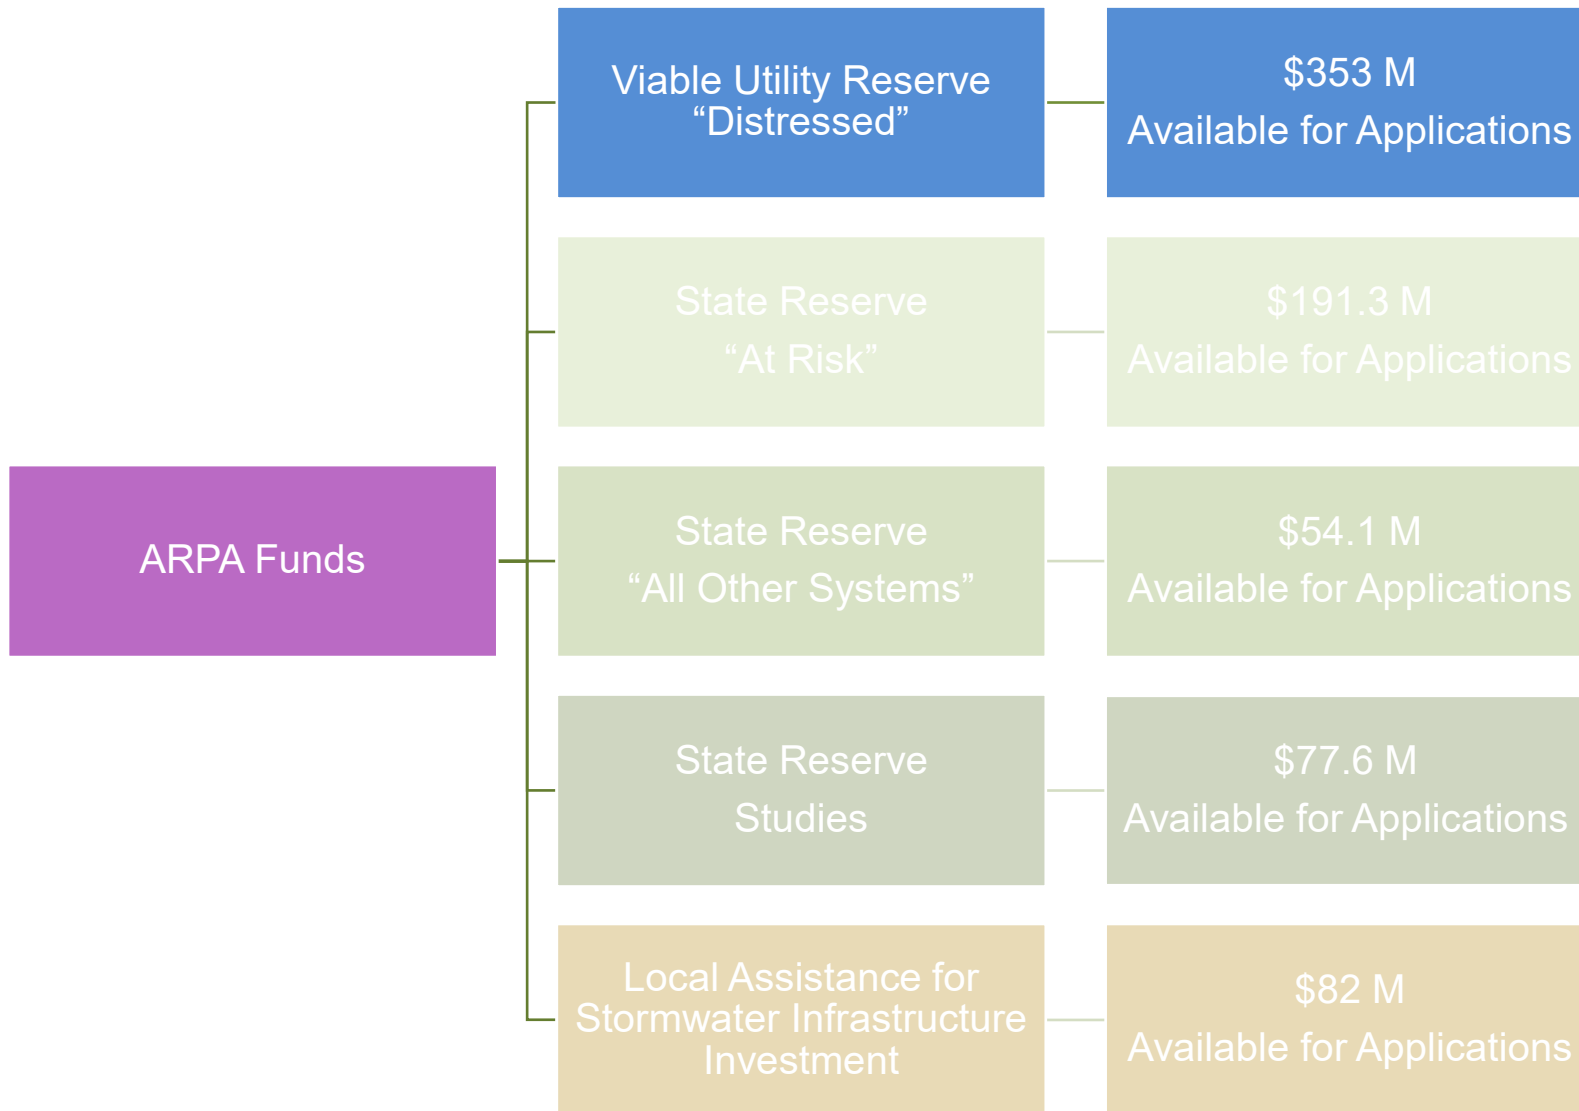 ARPA Funds
Viable Utility Reserve
“Distressed”
$353 M
Available for Applications
State Reserve
“At Risk”
$191.3 M
Available for Applications
State Reserve
“All Other Systems”
$54.1 M
Available for Applications
State Reserve
Studies
$77.6 M
Available for Applications
Local Assistance for
Stormwater Infrastructure
Investment
$82 M
Available for Applications